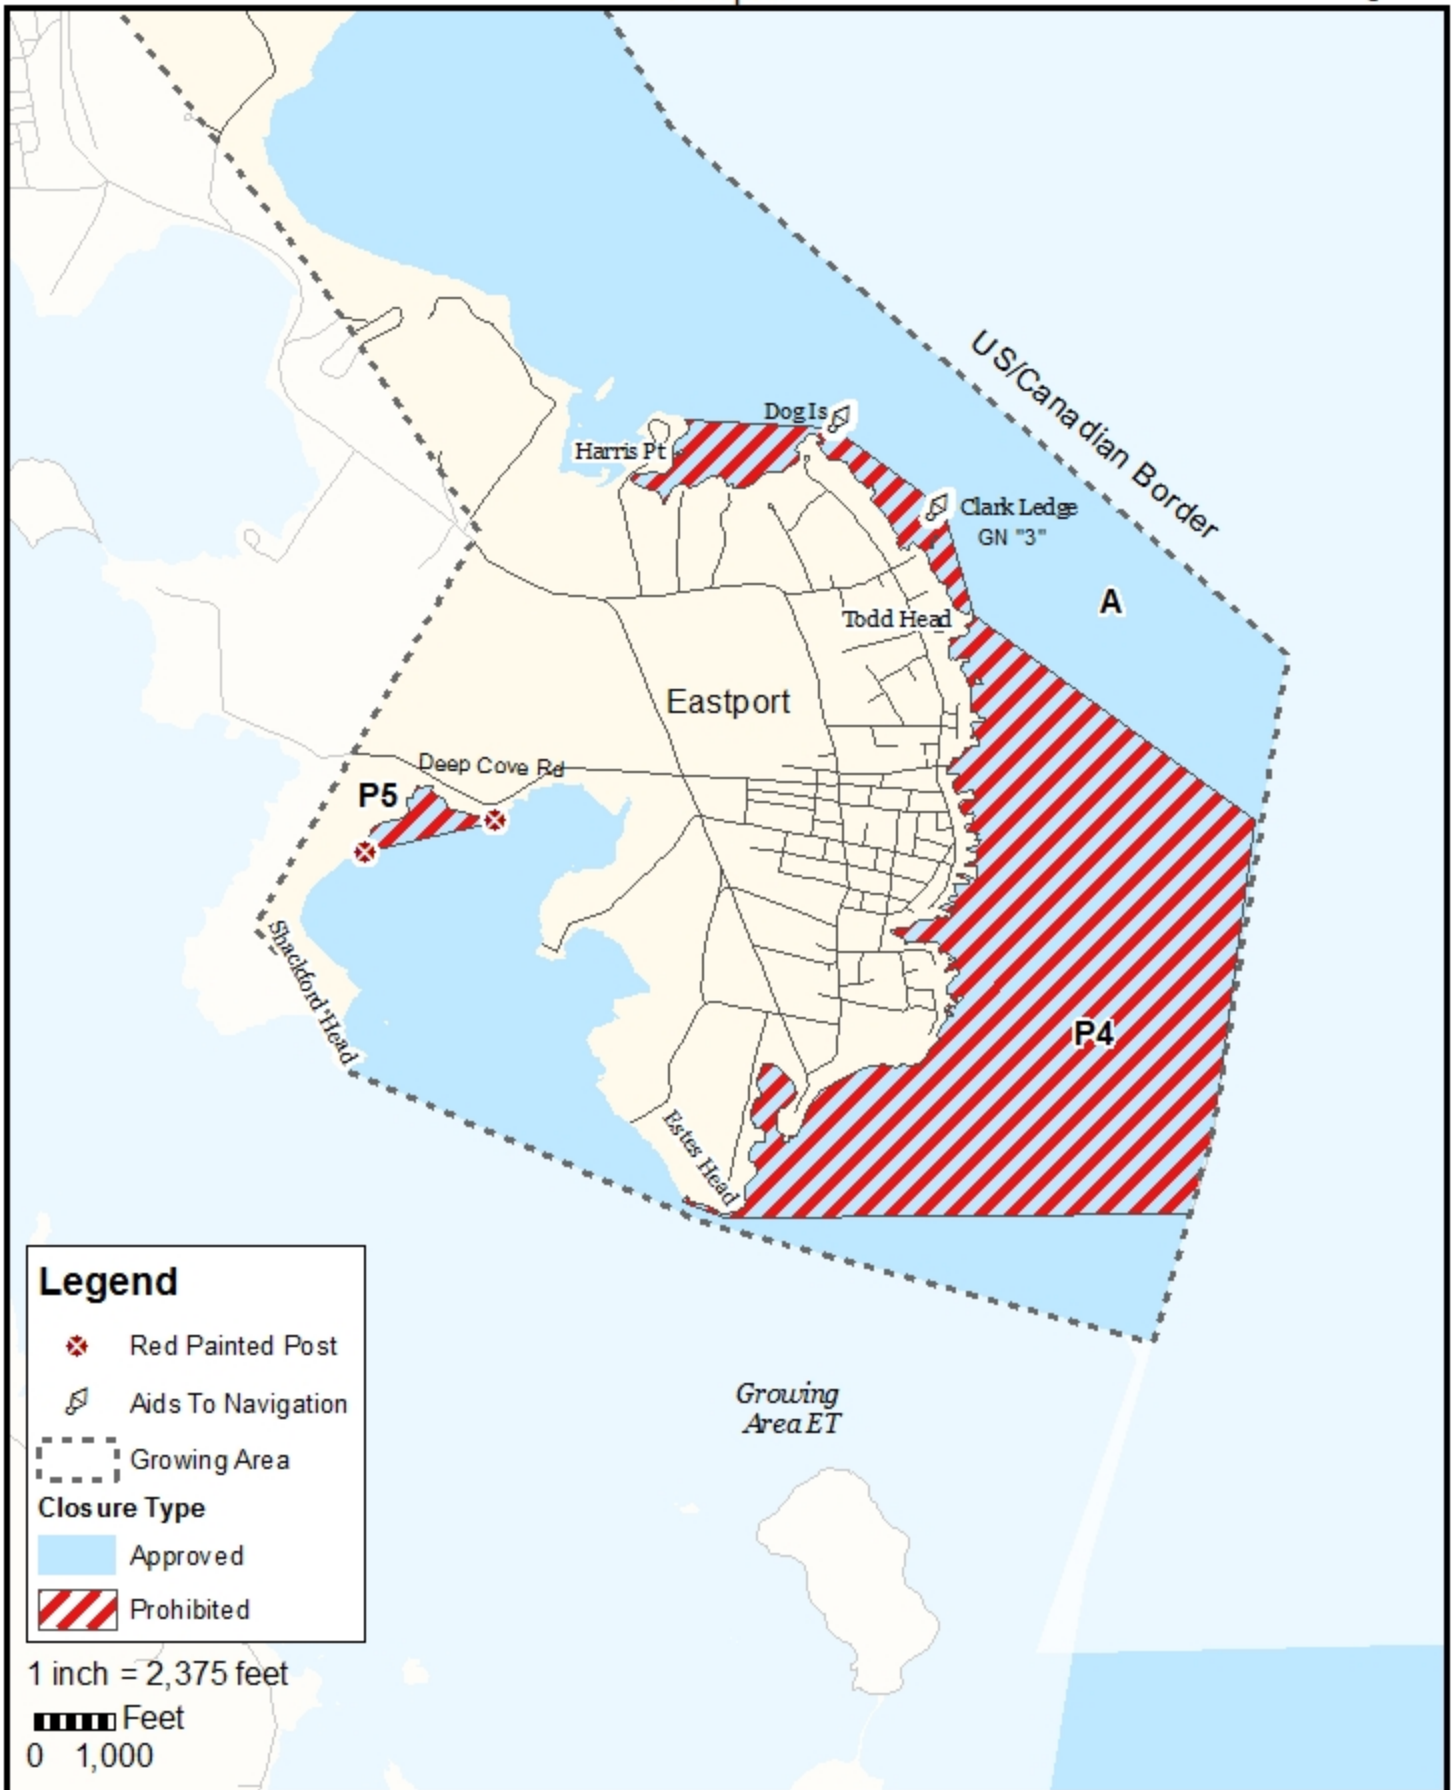 US/Canadian Border
Dog Is
Harris Pt
Clark Ledge
GN "3"
A
Todd Head
Eastport
Deep Cove Rd
P5
Shackford Head
P4
Estes Head
Legend
Red Painted Post
Aids To Navigation
Growing Area
Closure Type
Approved
Prohibited
Growing
Area ET
1 inch = 2,375 feet
Feet
0 1,000